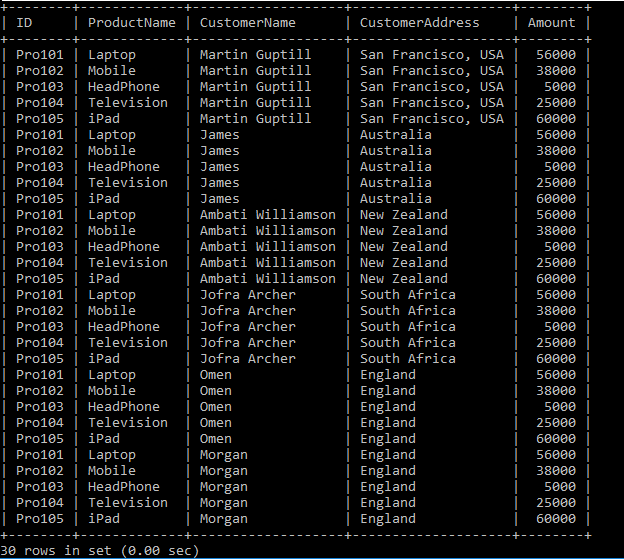 +--------+-------------+-------------------+--------------------+--------+
| ID     | ProductName | CustomerName      | CustomerAddress    | Amount |
+--------+-------------+-------------------+--------------------+--------+
| Pro101 | Laptop      | Martin Guptill    | San Francisco, USA |  56000 |
| Pro102 | Mobile      | Martin Guptill    | San Francisco, USA |  38000 |
| Pro103 | HeadPhone   | Martin Guptill    | San Francisco, USA |   5000 |
| Pro104 | Television  | Martin Guptill    | San Francisco, USA |  25000 |
| Pro105 | iPad        | Martin Guptill    | San Francisco, USA |  60000 |
| Pro101 | Laptop      | James             | Australia          |  56000 |
| Pro102 | Mobile      | James             | Australia          |  38000 |
| Pro103 | HeadPhone   | James             | Australia          |   5000 |
| Pro104 | Television  | James             | Australia          |  25000 |
| Pro105 | iPad        | James             | Australia          |  60000 |
| Pro101 | Laptop      | Ambati Williamson | New Zealand        |  56000 |
| Pro102 | Mobile      | Ambati Williamson | New Zealand        |  38000 |
| Pro103 | HeadPhone   | Ambati Williamson | New Zealand        |   5000 |
| Pro104 | Television  | Ambati Williamson | New Zealand        |  25000 |
| Pro105 | iPad        | Ambati Williamson | New Zealand        |  60000 |
| Pro101 | Laptop      | Jofra Archer      | South Africa       |  56000 |
| Pro102 | Mobile      | Jofra Archer      | South Africa       |  38000 |
| Pro103 | HeadPhone   | Jofra Archer      | South Africa       |   5000 |
| Pro104 | Television  | Jofra Archer      | South Africa       |  25000 |
| Pro105 | iPad        | Jofra Archer      | South Africa       |  60000 |
| Pro101 | Laptop      | Omen              | England            |  56000 |
| Pro102 | Mobile      | Omen              | England            |  38000 |
| Pro103 | HeadPhone   | Omen              | England            |   5000 |
| Pro104 | Television  | Omen              | England            |  25000 |
| Pro105 | iPad        | Omen              | England            |  60000 |
| Pro101 | Laptop      | Morgan            | England            |  56000 |
| Pro102 | Mobile      | Morgan            | England            |  38000 |
| Pro103 | HeadPhone   | Morgan            | England            |   5000 |
| Pro104 | Television  | Morgan            | England            |  25000 |
| Pro105 | iPad        | Morgan            | England            |  60000 |
+--------+-------------+-------------------+--------------------+--------+
30 rows in set (0.00 sec)